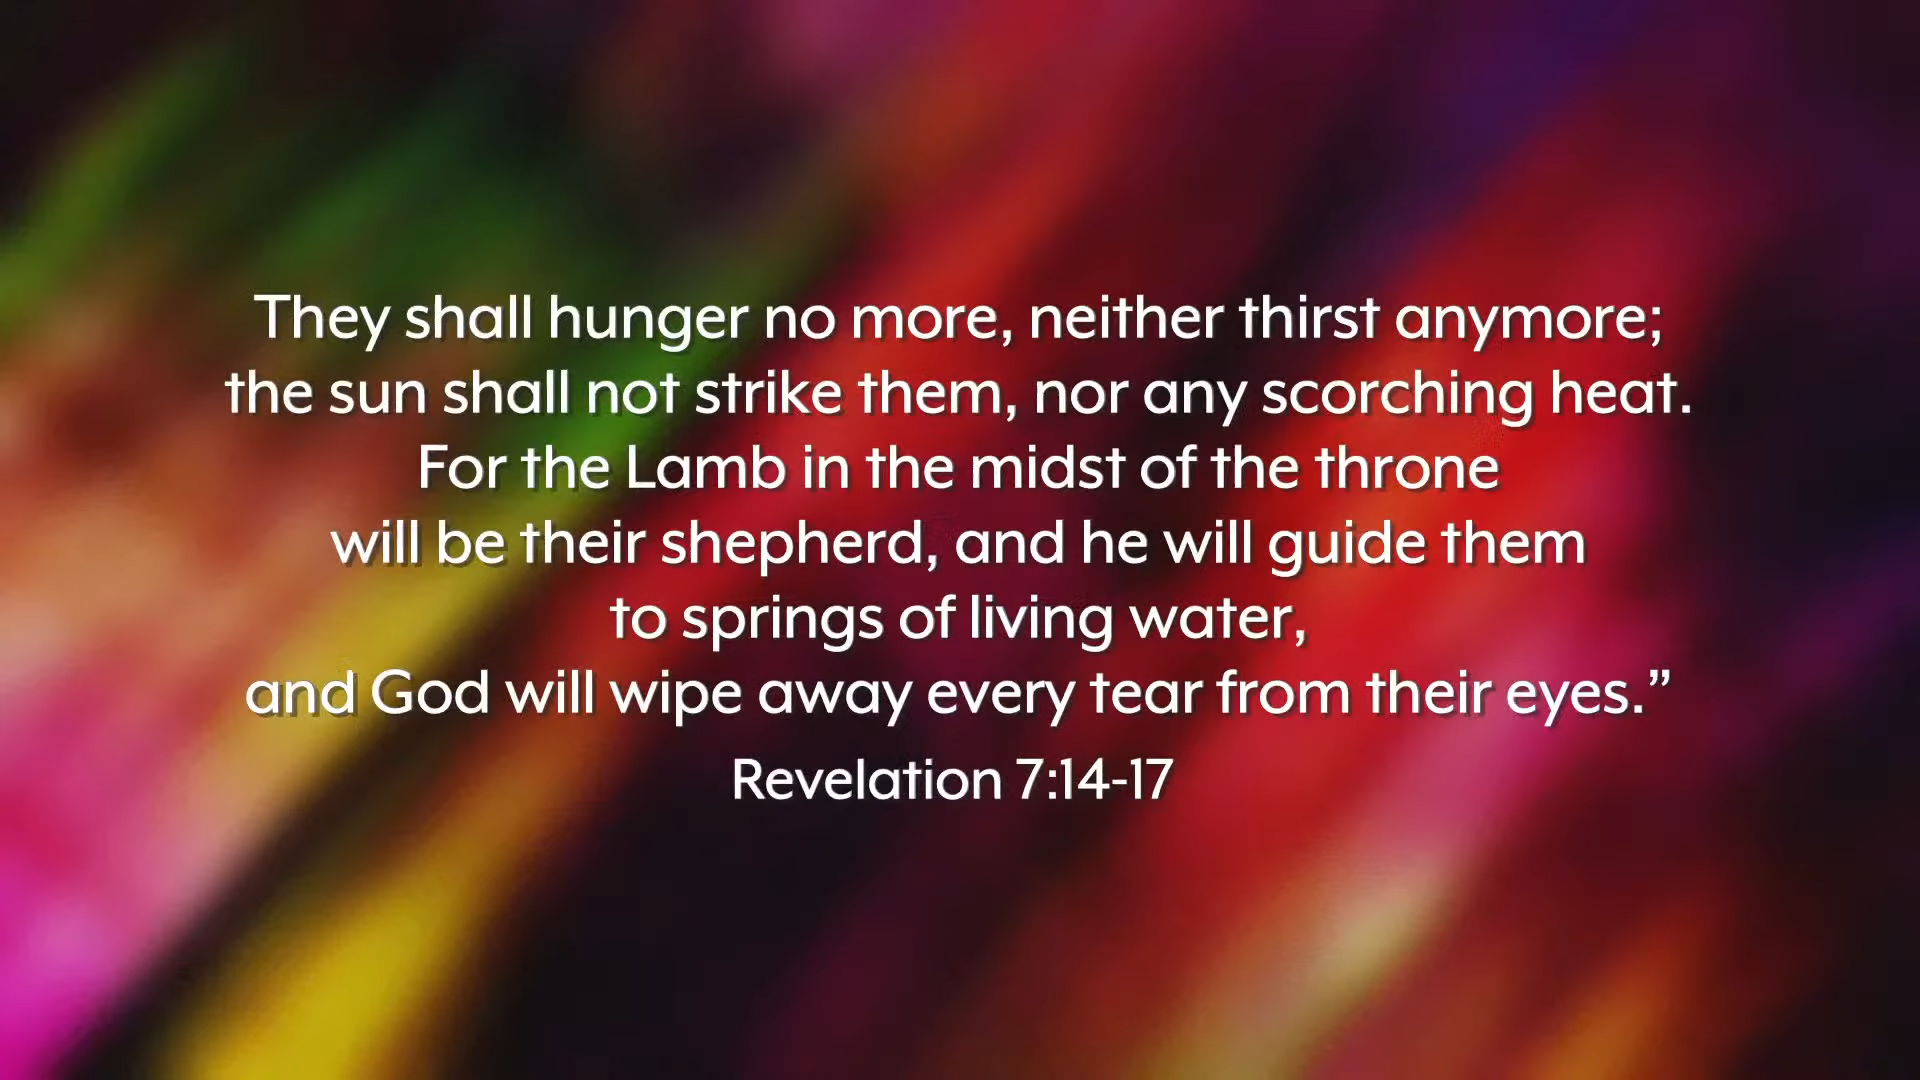 They shall hunger no more, neither thirst anymore;
the sun shall not strike them, nor any scorching heat.
For the Lamb in the midst of the throne
will be their shepherd, and he will guide them
to springs of living water,
and God will wipe away every tear from their eyes.”
Revelation 7:14-17